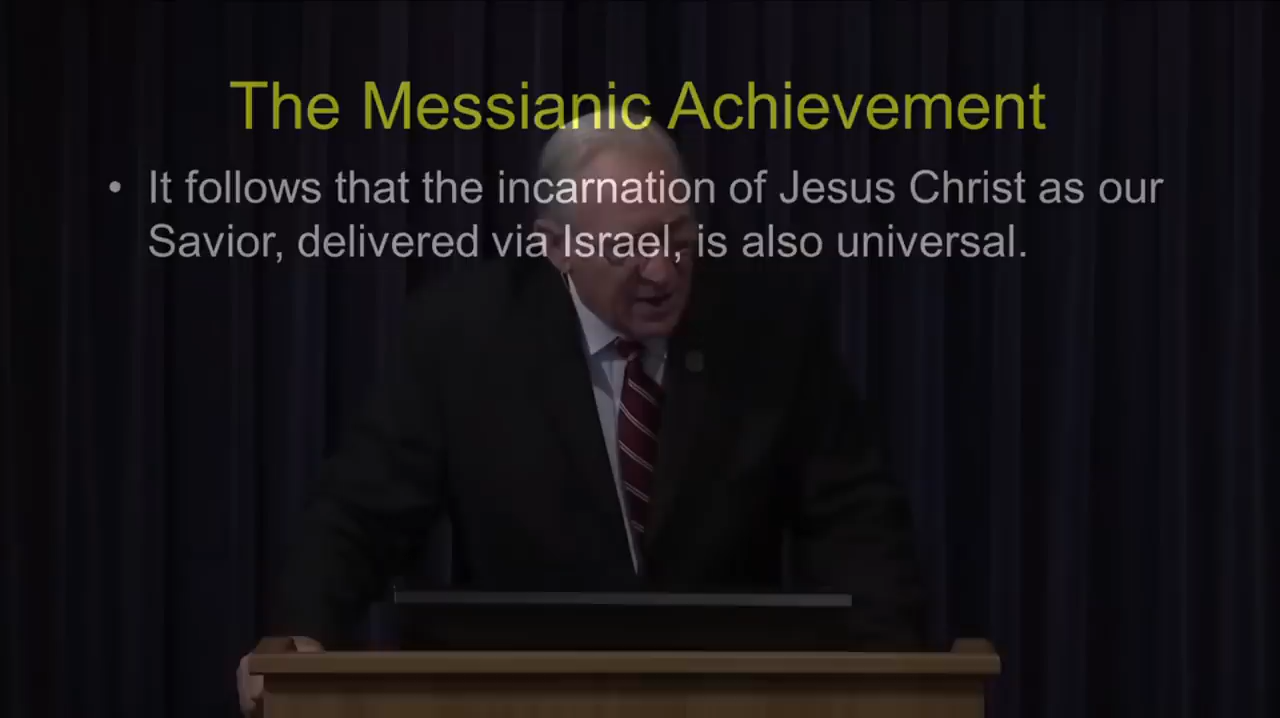 The Messianic Achievement
• It follows that the incarnation of Jesus Christ as our
Savior, delivered via Israel, is also universal.